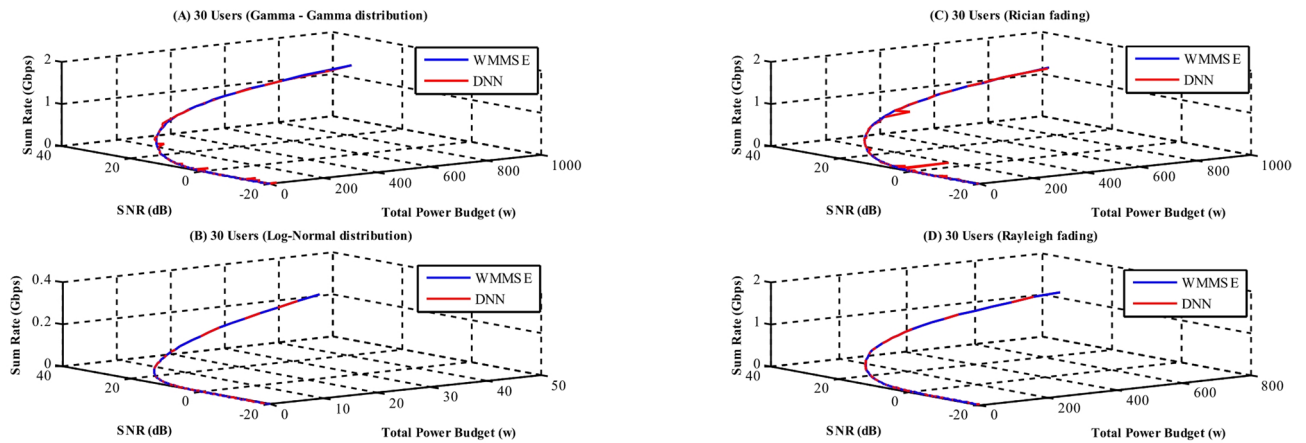 (A) 30 Users (Gamma - Gamma distribution)
WMMSE
DNN
Sum Rate (Gbps)
2
1
0
40
20
0
-20
SNR (dB)
0
200
400
600
800
1000
Total Power Budget (w)
(C) 30 Users (Rician fading)
WMMSE
DNN
Sum Rate (Gbps)
2
1
0
40
20
0
-20
SNR (dB)
0
200
400
600
800
1000
Total Power Budget (w)
(B) 30 Users (Log-Normal distribution)
WMMSE
DNN
Sum Rate (Gbps)
0.4
0.2
0
40
20
0
-20
SNR (dB)
0
10
20
30
40
50
Total Power Budget (w)
(D) 30 Users (Rayleigh fading)
WMMSE
DNN
Sum Rate (Gbps)
2
1
0
40
20
0
-20
SNR (dB)
0
200
400
600
800
Total Power Budget (w)